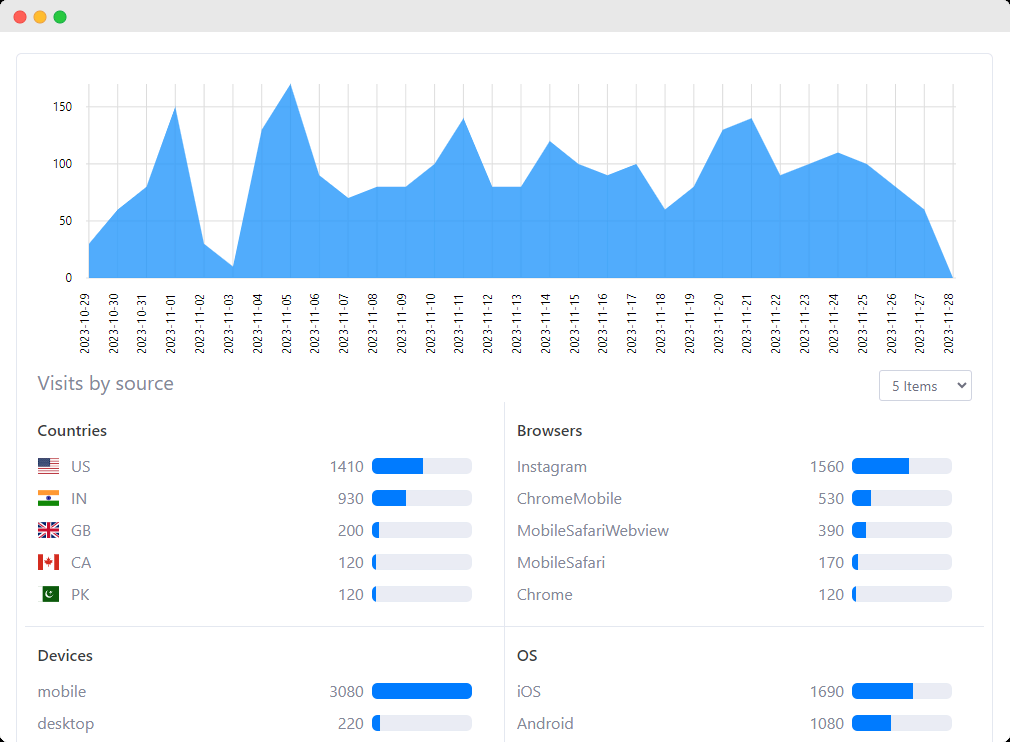 150
100
50
0
2023-10-29
2023-10-30
2023-10-31
2023-11-01
2023-11-02
2023-11-03
2023-11-04
2023-11-05
2023-11-06
2023-11-07
2023-11-08
2023-11-09
2023-11-10
2023-11-11
2023-11-12
2023-11-13
2023-11-14
2023-11-15
2023-11-16
2023-11-17
2023-11-18
2023-11-19
2023-11-20
2023-11-21
2023-11-22
2023-11-23
2023-11-24
2023-11-25
2023-11-26
2023-11-27
2023-11-28
Visits by source
5 Items
Countries
US 1410
IN 930
GB 200
CA 120
PK 120
Browsers
Instagram 1560
ChromeMobile 530
MobileSafariWebview 390
MobileSafari 170
Chrome 120
Devices
mobile 3080
desktop 220
OS
iOS 1690
Android 1080